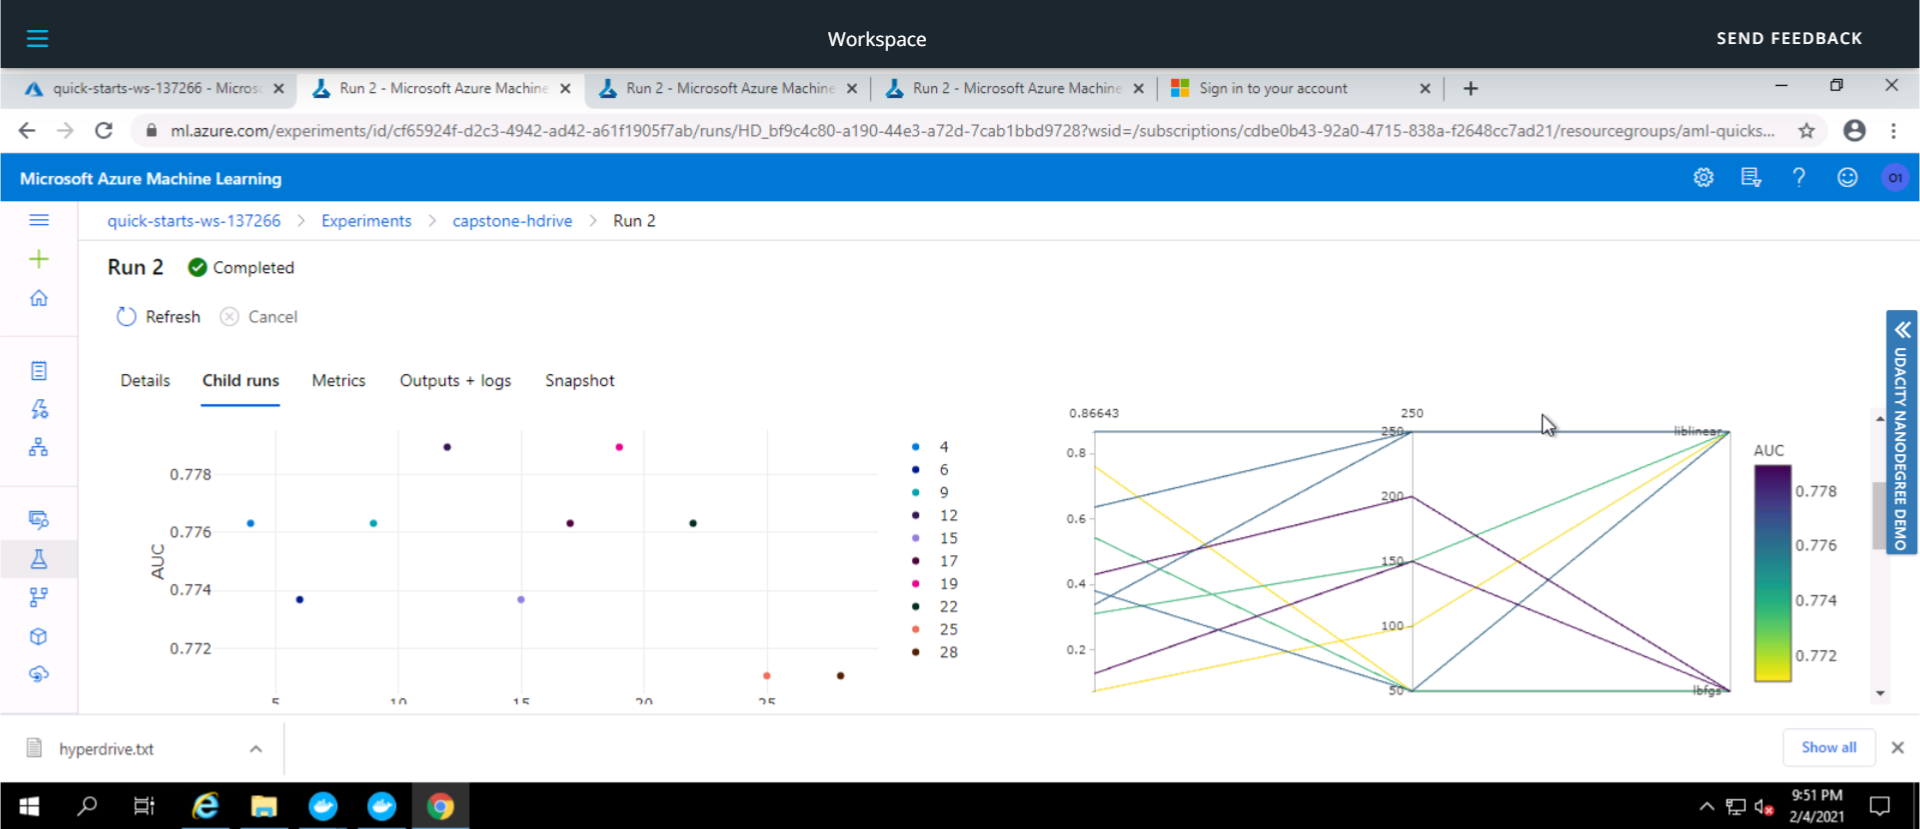 Workspace
SEND FEEDBACK
quick-starts-ws-137266 - Micros
Run 2 - Microsoft Azure Machine
Run 2 - Microsoft Azure Machine
Run 2 - Microsoft Azure Machine
Sign in to your account
ml.azure.com/experiments/id/cf65924f-d2c3-4942-ad42-a61f1905f7ab/runs/HD_bf9c4c80-a190-44e3-a72d-7cab1bbd9728?wsid=/subscriptions/cdbe0b43-92a0-4715-838a-f2648cc7ad21/resourcegroups/aml-quicks...
Microsoft Azure Machine Learning
O1
quick-starts-ws-137266 > Experiments > capstone-hdrive > Run 2
Run 2 Completed
Refresh Cancel
Details Child runs Metrics Outputs + logs Snapshot
AUC
0.778
0.776
0.774
0.772
5 10 15 20 25
4
6
9
12
15
17
19
22
25
28
0.86643
0.8
0.6
0.4
0.2
250
250
200
150
100
50
liblinear
lbfgs
AUC
0.778
0.776
0.774
0.772
UDACITY NANODEGREE DEMO
hyperdrive.txt
Show all
9:51 PM
2/4/2021